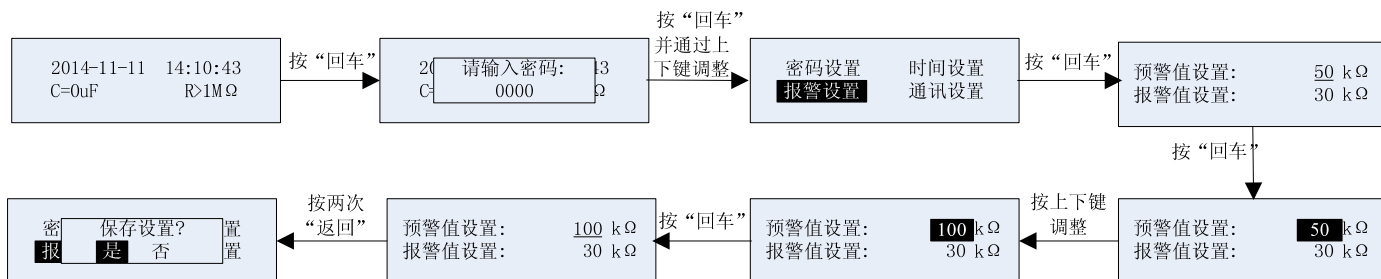 2014-11-11 14:10:43
C=0uF R>1MΩ
按“回车”
20 请输入密码: 43
C= 0000 Ω
按“回车”
并通过上
下键调整
密码设置 时间设置
报警设置 通讯设置
按“回车”
预警值设置: 50 kΩ
报警值设置: 30 kΩ
按“回车”
预警值设置: 50 kΩ
报警值设置: 30 kΩ
按上下键
调整
预警值设置: 100 kΩ
报警值设置: 30 kΩ
按“回车”
预警值设置: 100 kΩ
报警值设置: 30 kΩ
按两次
“返回”
密 保存设置? 置
报 是 否 置